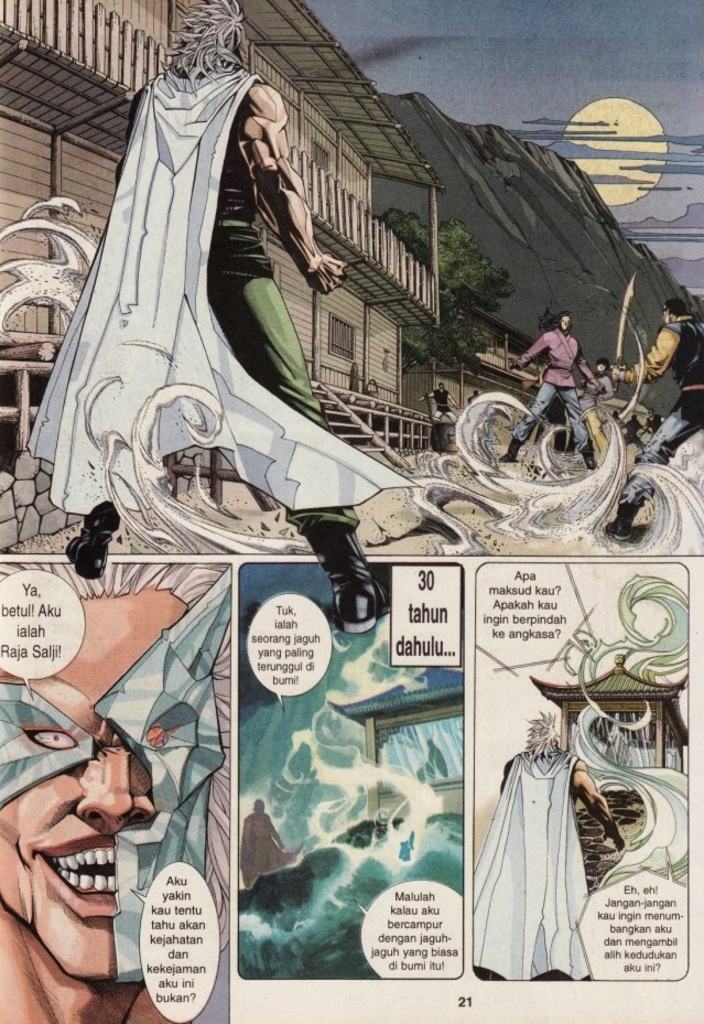 Ya,
betul! Aku
ialah
Raja Salji!
Aku
yakin
kau tentu
tahu akan
kejahatan
dan
kekejaman
aku ini
bukan?
30
tahun
dahulu...
Tuk,
ialah
seorang jaguh
yang paling
terunggul di
bumi!
Malulah
kalau aku
bercampur
dengan jaguh-
jaguh yang biasa
di bumi itu!
Apa
maksud kau?
Apakah kau
ingin berpindah
ke angkasa?
Eh, eh!
Jangan-jangan
kau ingin menum-
bangkan aku
dan mengambil
alih kedudukan
aku ini?
21